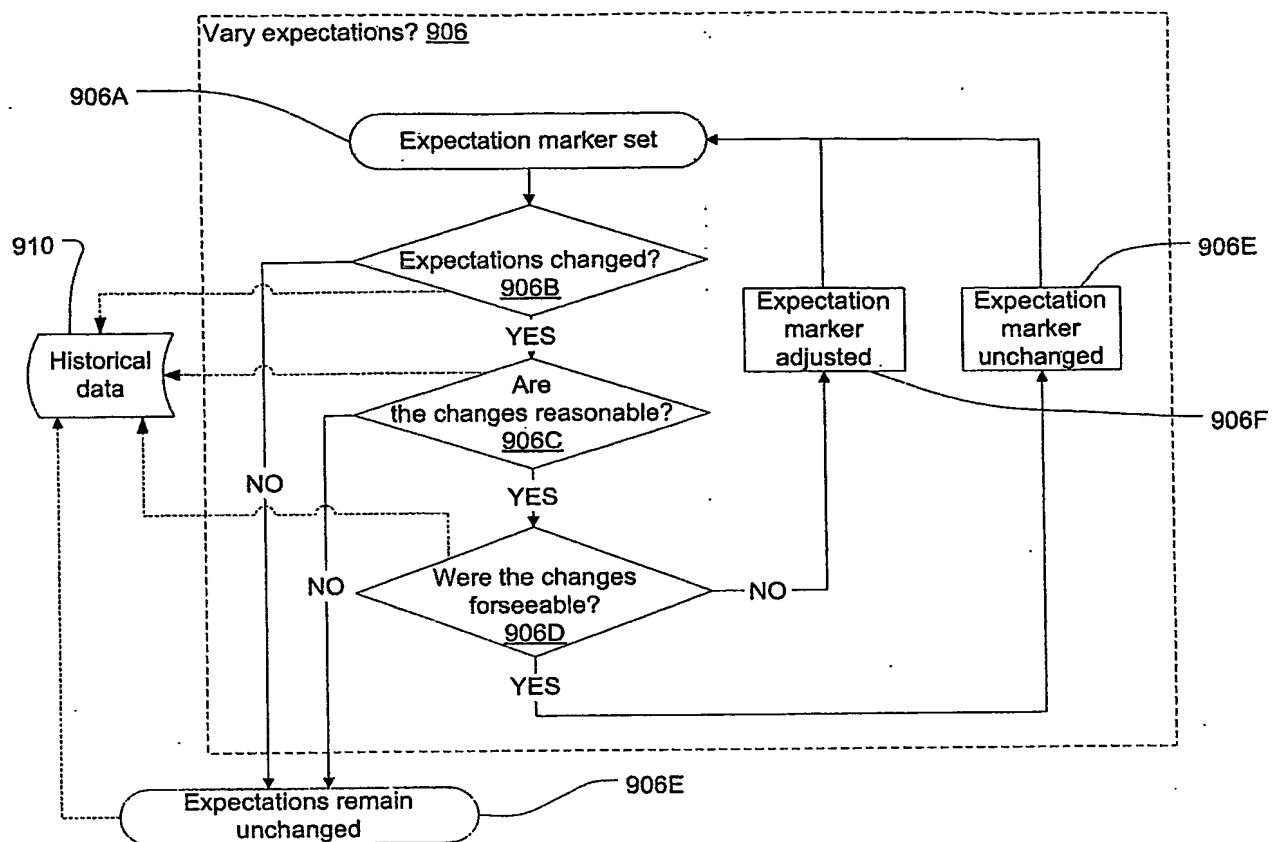 Vary expectations? 906
906A
Expectation marker set
910
Expectations changed?
906B
906E
Expectation
marker
adjusted
Expectation
marker
unchanged
YES
Historical
data
Are
the changes reasonable?
906C
906F
NO
YES
NO
Were the changes
forseeable?
906D
NO
YES
906E
Expectations remain
unchanged